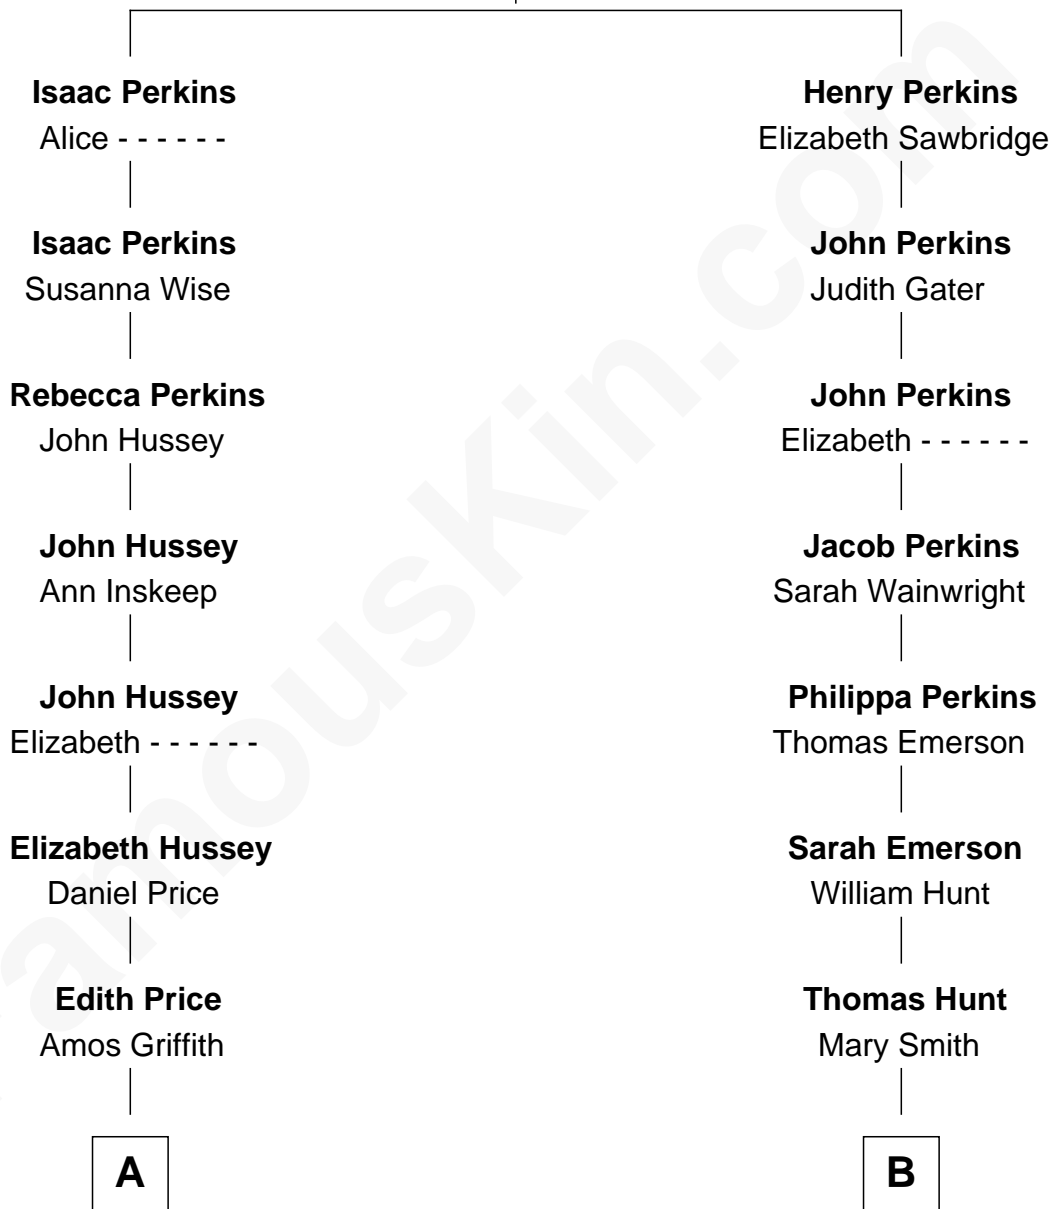 Isaac Perkins
Alice - - - - - -
Isaac Perkins
Susanna Wise
Rebecca Perkins
John Hussey
John Hussey
Ann Inskeep
John Hussey
Elizabeth - - - - - -
Elizabeth Hussey
Daniel Price
Edith Price
Amos Griffith
A
Henry Perkins
Elizabeth Sawbridge
John Perkins
Judith Gater
John Perkins
Elizabeth - - - - - -
Jacob Perkins
Sarah Wainwright
Philippa Perkins
Thomas Emerson
Sarah Emerson
William Hunt
Thomas Hunt
Mary Smith
B
amouskin.com